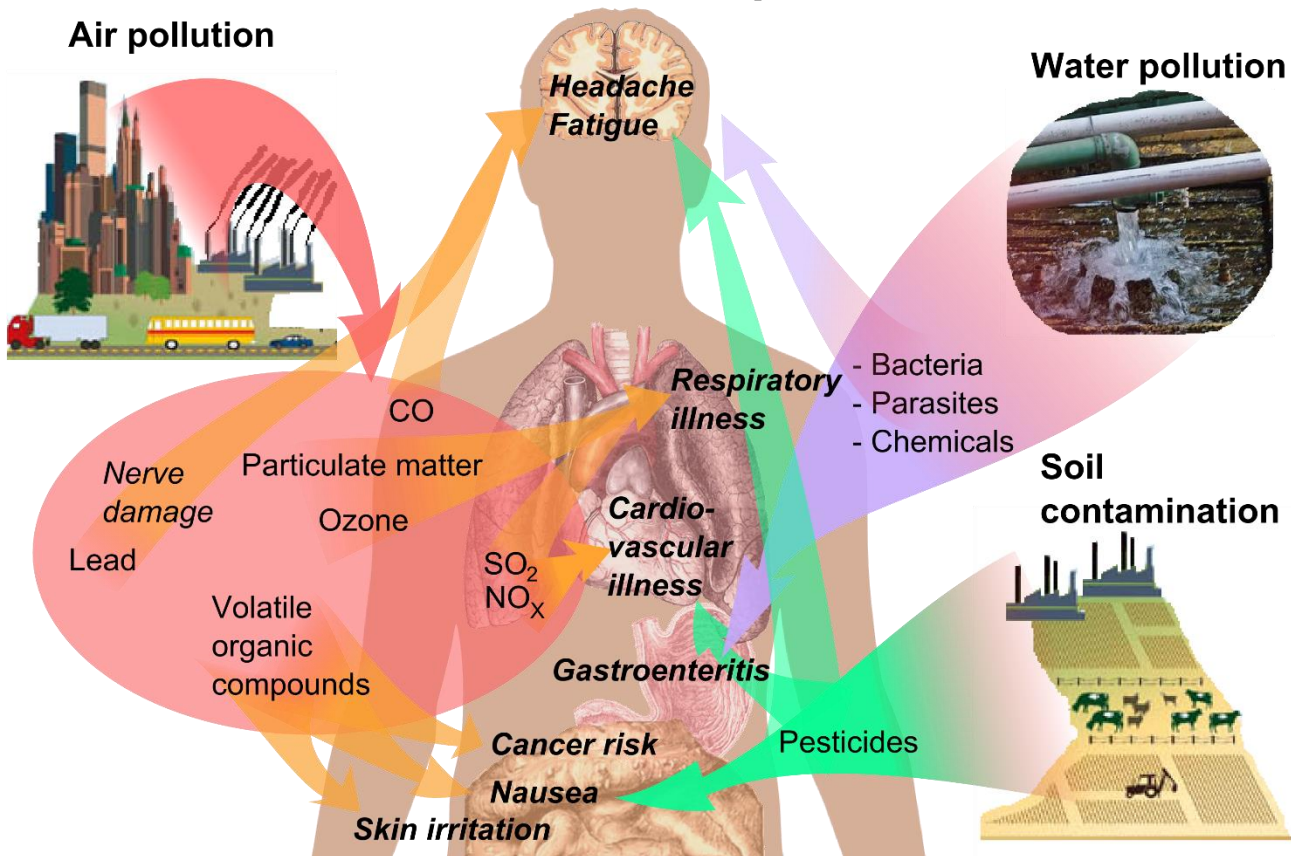 Air pollution
Water pollution
Headache
Fatigue
CO
Particulate matter
Nerve
damage
Ozone
Lead
SO₂
NOₓ
Volatile
organic
compounds
Respiratory
illness
Cardio-
vascular
illness
Gastroenteritis
Cancer risk
Nausea
Skin irritation
- Bacteria
- Parasites
- Chemicals
Soil
contamination
Pesticides